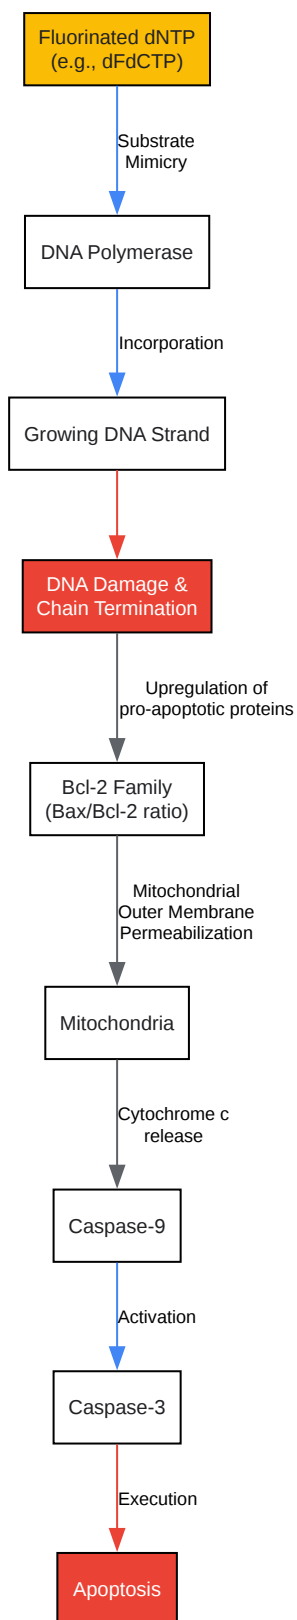 Fluorinated dNTP
(e.g., dFdCTP)
Substrate
Mimicry
DNA Polymerase
Incorporation
Growing DNA Strand
DNA Damage &
Chain Termination
Upregulation of
pro-apoptotic proteins
Bcl-2 Family
(Bax/Bcl-2 ratio)
Mitochondrial
Outer Membrane
Permeabilization
Mitochondria
Cytochrome c
release
Caspase-9
Activation
Caspase-3
Execution
Apoptosis